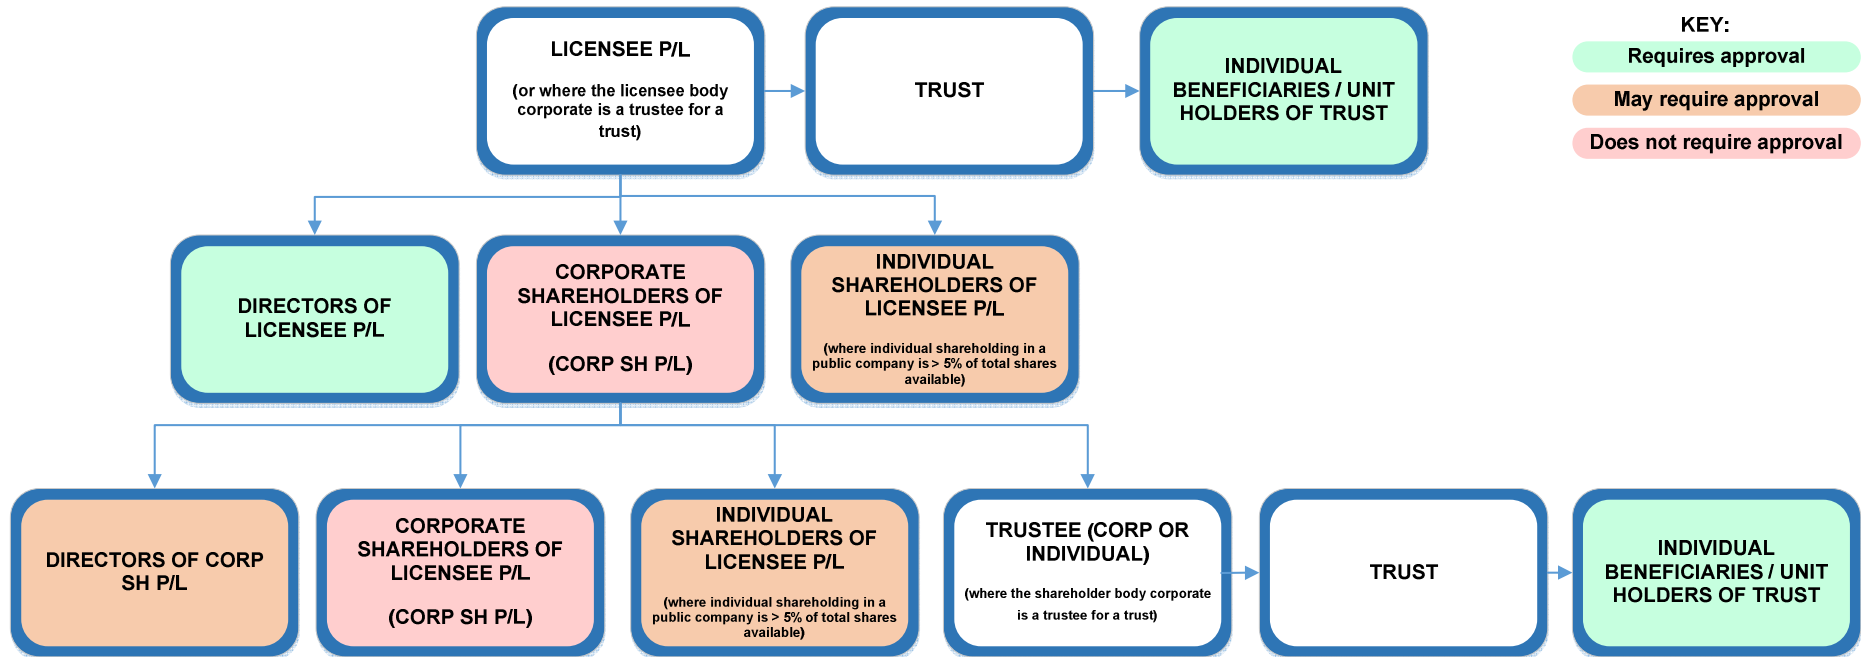 LICENSEE P/L
(or where the licensee body
corporate is a trustee for a
trust)
TRUST
INDIVIDUAL
BENEFICIARIES / UNIT
HOLDERS OF TRUST
KEY:
Requires approval
May require approval
Does not require approval
DIRECTORS OF
LICENSEE P/L
CORPORATE
SHAREHOLDERS OF
LICENSEE P/L
(CORP SH P/L)
INDIVIDUAL
SHAREHOLDERS OF
LICENSEE P/L
(where individual shareholding in a
public company is > 5% of total shares
available)
DIRECTORS OF CORP
SH P/L
CORPORATE
SHAREHOLDERS OF
LICENSEE P/L
(CORP SH P/L)
INDIVIDUAL
SHAREHOLDERS OF
LICENSEE P/L
(where individual shareholding in a
public company is > 5% of total shares
available)
TRUSTEE (CORP OR
INDIVIDUAL)
(where the shareholder body corporate
is a trustee for a trust)
TRUST
INDIVIDUAL
BENEFICIARIES / UNIT
HOLDERS OF TRUST